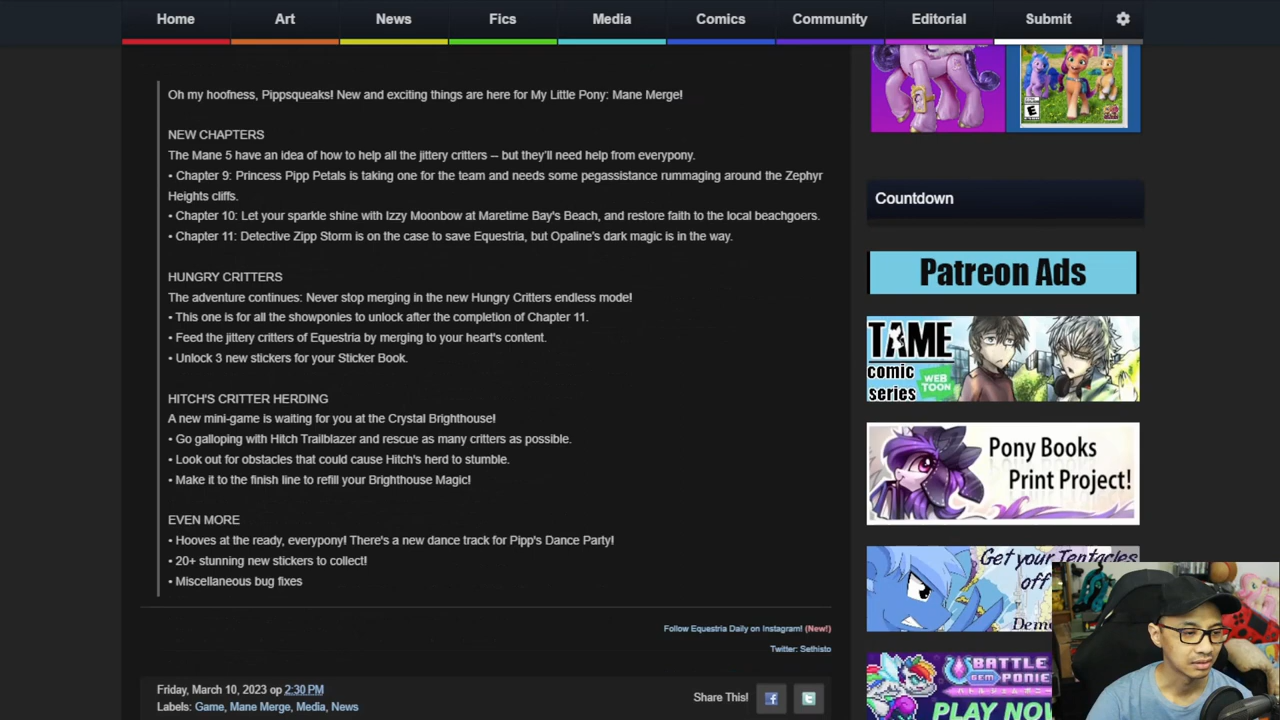 Home Art News Fics Media Comics Community Editorial Submit
Oh my hoofness, Pippsqueaks! New and exciting things are here for My Little Pony: Mane Merge!
NEW CHAPTERS
The Mane 5 have an idea of how to help all the jittery critters – but they'll need help from everypony.
• Chapter 9: Princess Pipp Petals is taking one for the team and needs some pegassistance rummaging around the Zephyr
Heights cliffs.
• Chapter 10: Let your sparkle shine with Izzy Moonbow at Maretime Bay's Beach, and restore faith to the local beachgoers.
• Chapter 11: Detective Zipp Storm is on the case to save Equestria, but Opaline's dark magic is in the way.
HUNGRY CRITTERS
The adventure continues: Never stop merging in the new Hungry Critters endless mode!
• This one is for all the showponies to unlock after the completion of Chapter 11.
• Feed the jittery critters of Equestria by merging to your heart's content.
• Unlock 3 new stickers for your Sticker Book.
HITCH'S CRITTER HERDING
A new mini-game is waiting for you at the Crystal Brighthouse!
• Go galloping with Hitch Trailblazer and rescue as many critters as possible.
• Look out for obstacles that could cause Hitch's herd to stumble.
• Make it to the finish line to refill your Brighthouse Magic!
EVEN MORE
• Hooves at the ready, everypony! There's a new dance track for Pipp's Dance Party!
• 20+ stunning new stickers to collect!
• Miscellaneous bug fixes
Follow Equestria Daily on Instagram! (New!)
Twitter: Sethisto
Friday, March 10, 2023 op 2:30 PM
Labels: Game, Mane Merge, Media, News
Share This!
E
Countdown
Patreon Ads
TAME
comic
series
WEB
TOON
Pony Books
Print Project!
Get your Tentacles
off
Dem
BATTLE
GEM PONIES
PLAY NOW